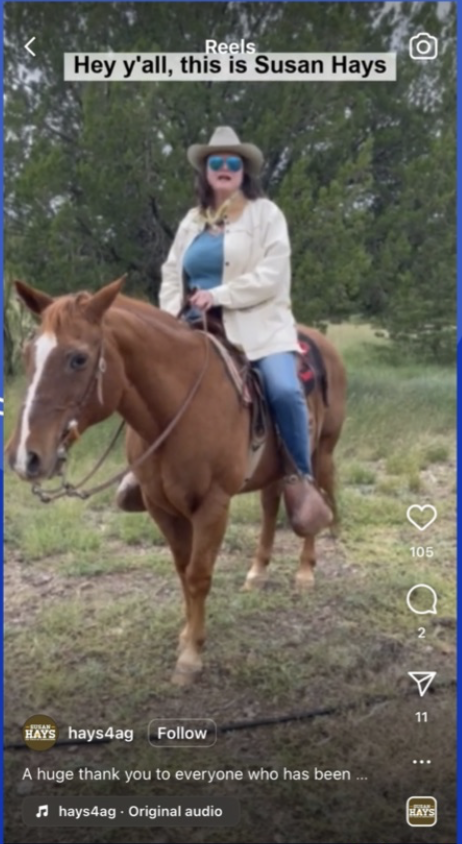 Reels
Hey y'all, this is Susan Hays
105
2
11
SUSAN
HAYS
hays4ag
Follow
A huge thank you to everyone who has been ...
hays4ag · Original audio
SUSAN
HAYS